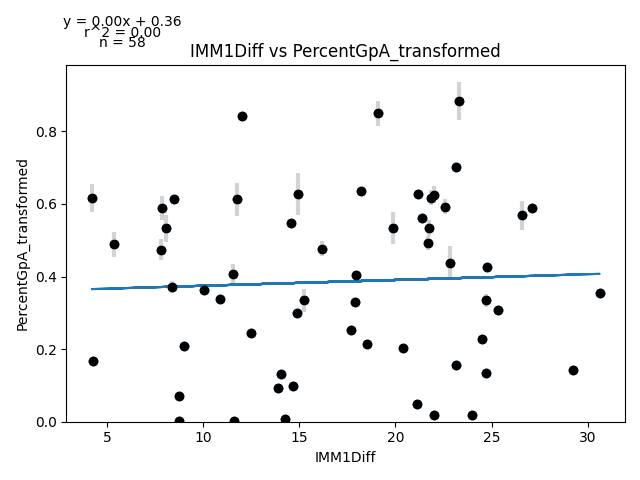 y = 0.00x + 0.36
r^2 = 0.00
n = 58
IMM1Diff vs PercentGpA_transformed
PercentGpA_transformed
0.8
0.6
0.4
0.2
0.0
5 10 15 20 25 30
IMM1Diff